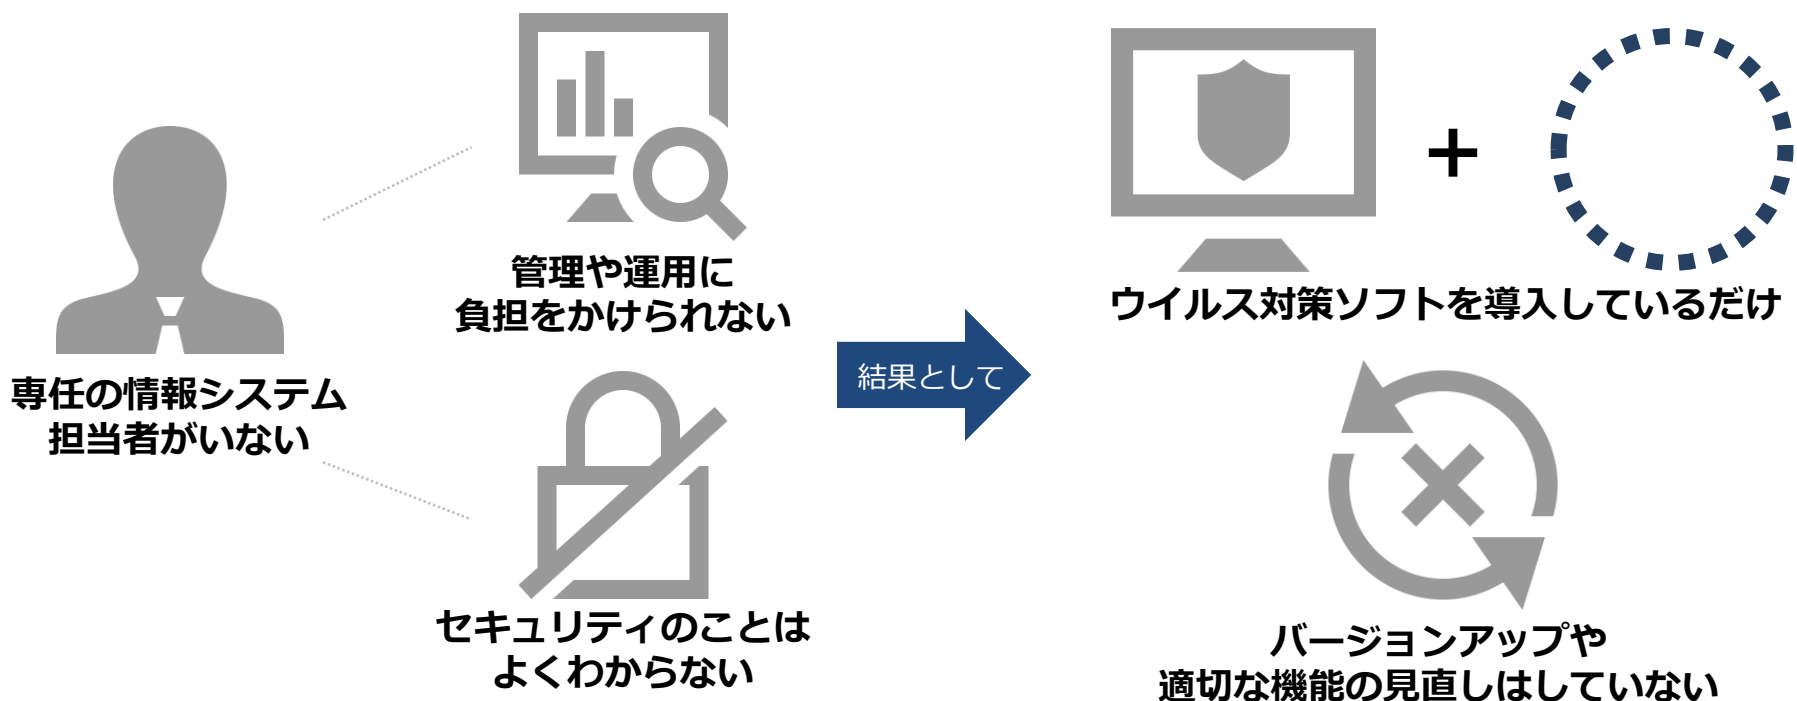 専任の情報システム
担当者がいない
管理や運用に
負担をかけられない
セキュリティのことは
よくわからない
結果として
+
ウイルス対策ソフトを導入しているだけ
バージョンアップや
適切な機能の見直しはしていない